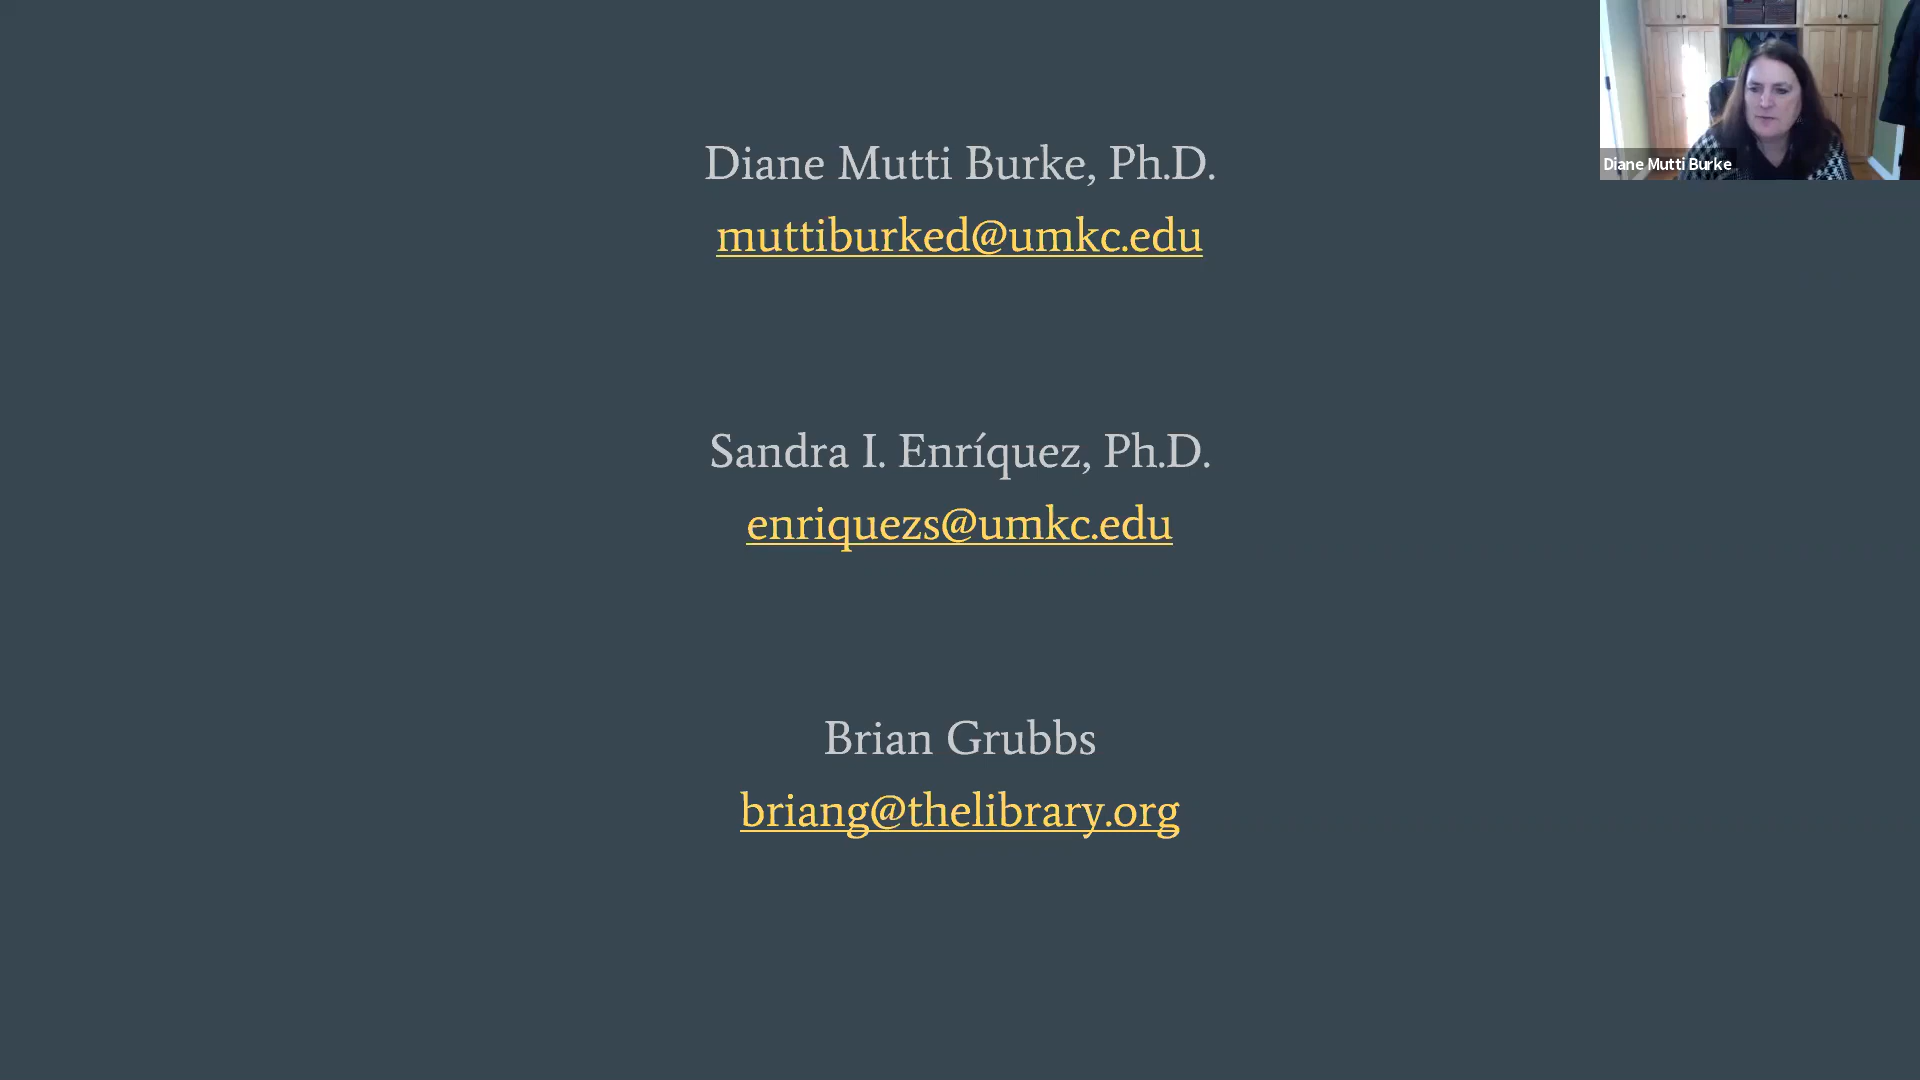 Diane Mutti Burke, Ph.D.
muttiburked@umkc.edu
Sandra I. Enríquez, Ph.D.
enriquezs@umkc.edu
Brian Grubbs
briang@thelibrary.org
Diane Mutti Burke